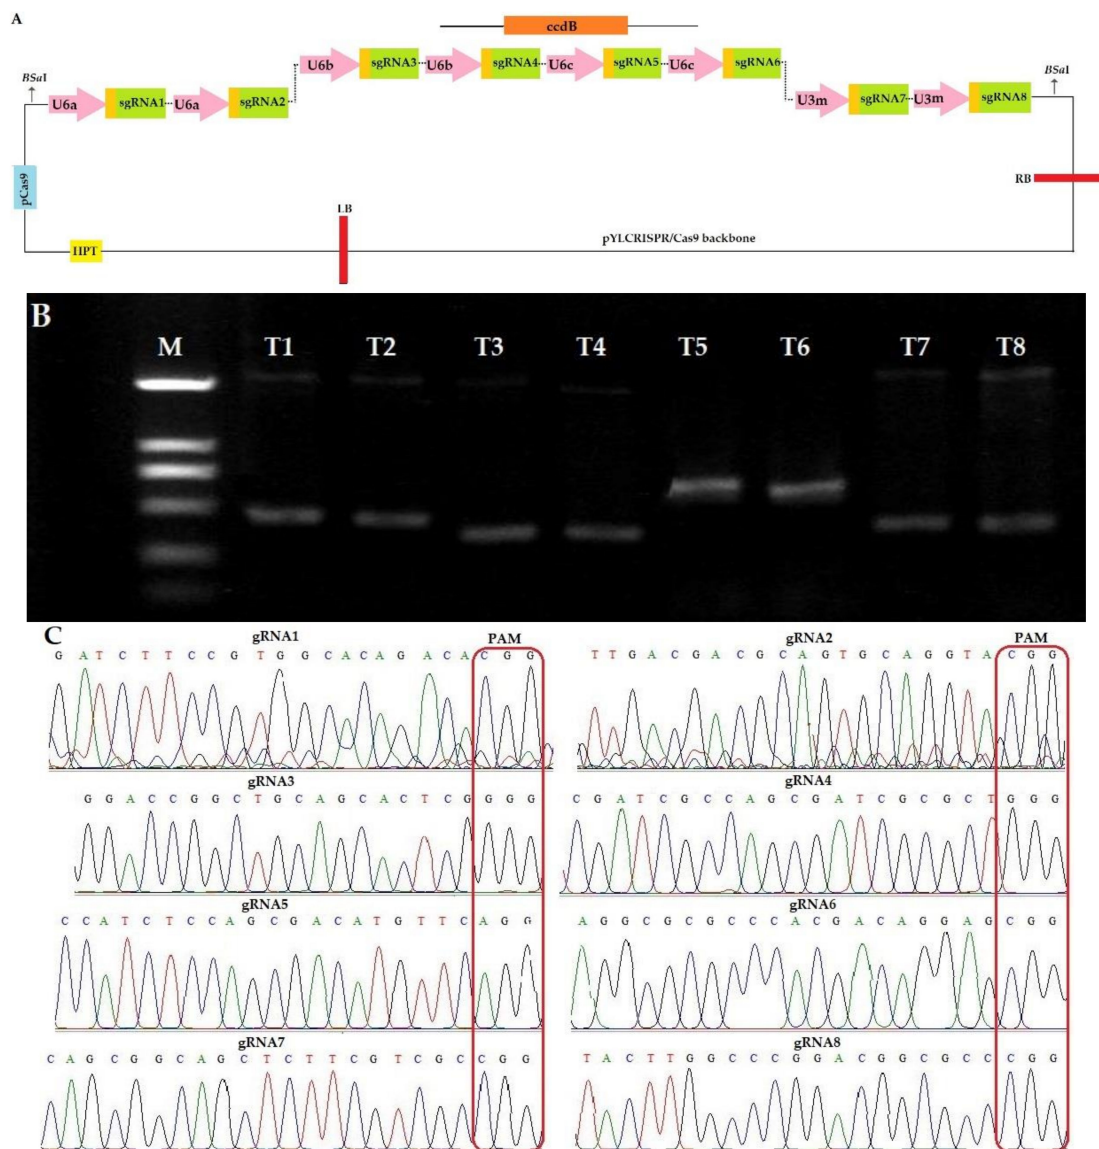 A
ccdB
U6b sgRNA3 U6b sgRNA4 U6c sgRNA5 U6c sgRNA6
BSaI BSaI
U6a sgRNA1 U6a sgRNA2 U3m sgRNA7 U3m sgRNA8
pCas9
RB
LB
HPT pYLCRISPR/Cas9 backbone
B
M T1 T2 T3 T4 T5 T6 T7 T8
C
gRNA1 PAM gRNA2 PAM
G A T C T T C C G T G G C A C A G A C A C G G
T T G A C G A C G C A G T G C A G G T A C G G
gRNA3 gRNA4
G G A C C G G C T G C A G C A C T C G G G G
C G A T C G C C A G C G A T C G C G C T G G G
gRNA5 gRNA6
C C A T C T C C A G C G A C A T G T T C A G G
A G G C G C G C C C A C G A C A G G A G C G G
gRNA7 gRNA8
C A G C G G C A G C T C T T C G T C G C C G G
T A C T T G G C C C G G A C G G C G C C C G G